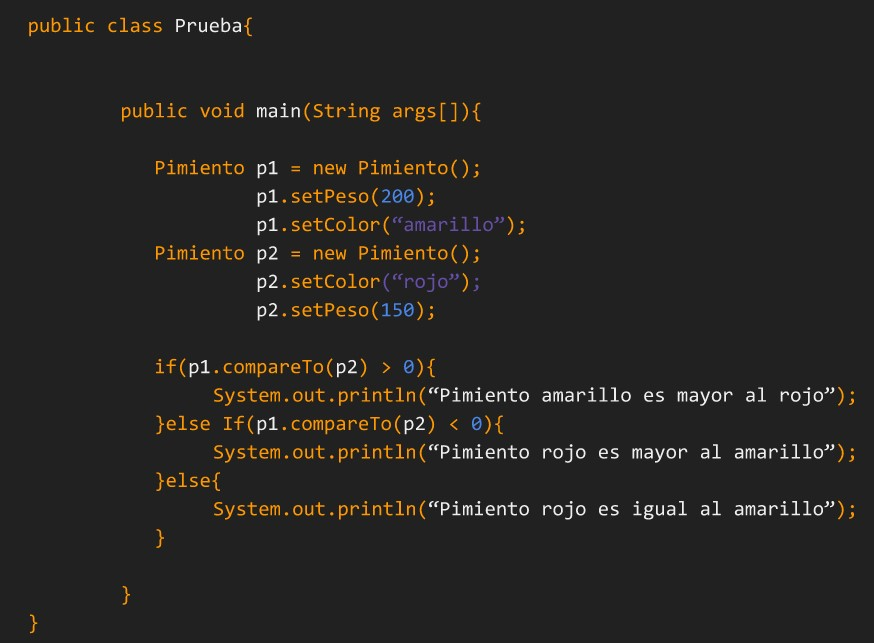 public class Prueba{
public void main(String args[]){
Pimiento p1 = new Pimiento();
p1.setPeso(200);
p1.setColor(“amarillo”);
Pimiento p2 = new Pimiento();
p2.setColor(“rojo”);
p2.setPeso(150);
if(p1.compareTo(p2) > 0){
System.out.println(“Pimiento amarillo es mayor al rojo”);
}else If(p1.compareTo(p2) < 0){
System.out.println(“Pimiento rojo es mayor al amarillo”);
}else{
System.out.println(“Pimiento rojo es igual al amarillo”);
}
}
}